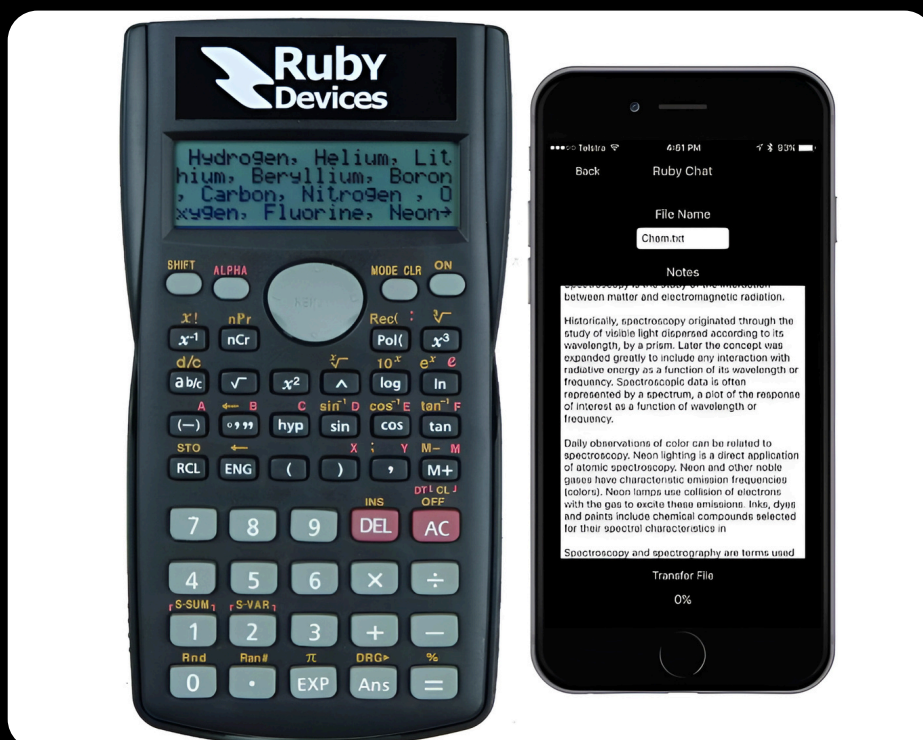 Ruby
Devices
Hydrogen, Helium, Lit
hium, Beryllium, Boron
, Carbon, Nitrogen , O
xygen, Fluorine, Neon→
SHIFT ALPHA MODE CLR ON
x! nPr Rec( : ³√
x⁻¹ nCr Pol( x³
d/c ˣ√ 10ˣ eˣ e
a b/c √ x² ^ log ln
A ← B C sin⁻¹ D cos⁻¹ E tan⁻¹ F
(−) ° ' " hyp sin cos tan
STO ← X ; Y M− M
RCL ENG ( ) , M+
DT CL
INS OFF
7 8 9 DEL AC
4 5 6 × ÷
S-SUM S-VAR
1 2 3 + −
Rnd Ran# π DRG▸ %
0 · EXP Ans =
Telstra 4:51 PM 93%
Back Ruby Chat
File Name
Chem.txt
Notes
Spectroscopy is the study of the interaction
between matter and electromagnetic radiation.
Historically, spectroscopy originated through the
study of visible light dispersed according to its
wavelength, by a prism. Later the concept was
expanded greatly to include any interaction with
radiative energy as a function of its wavelength or
frequency. Spectroscopic data is often
represented by a spectrum, a plot of the response
of interest as a function of wavelength or
frequency.
Daily observations of color can be related to
spectroscopy. Neon lighting is a direct application
of atomic spectroscopy. Neon and other noble
gases have characteristic emission frequencies
(colors). Neon lamps use collision of electrons
with the gas to excite these emissions. Inks, dyes
and paints include chemical compounds selected
for their spectral characteristics in
Spectroscopy and spectrography are terms used
Transfer File
0%